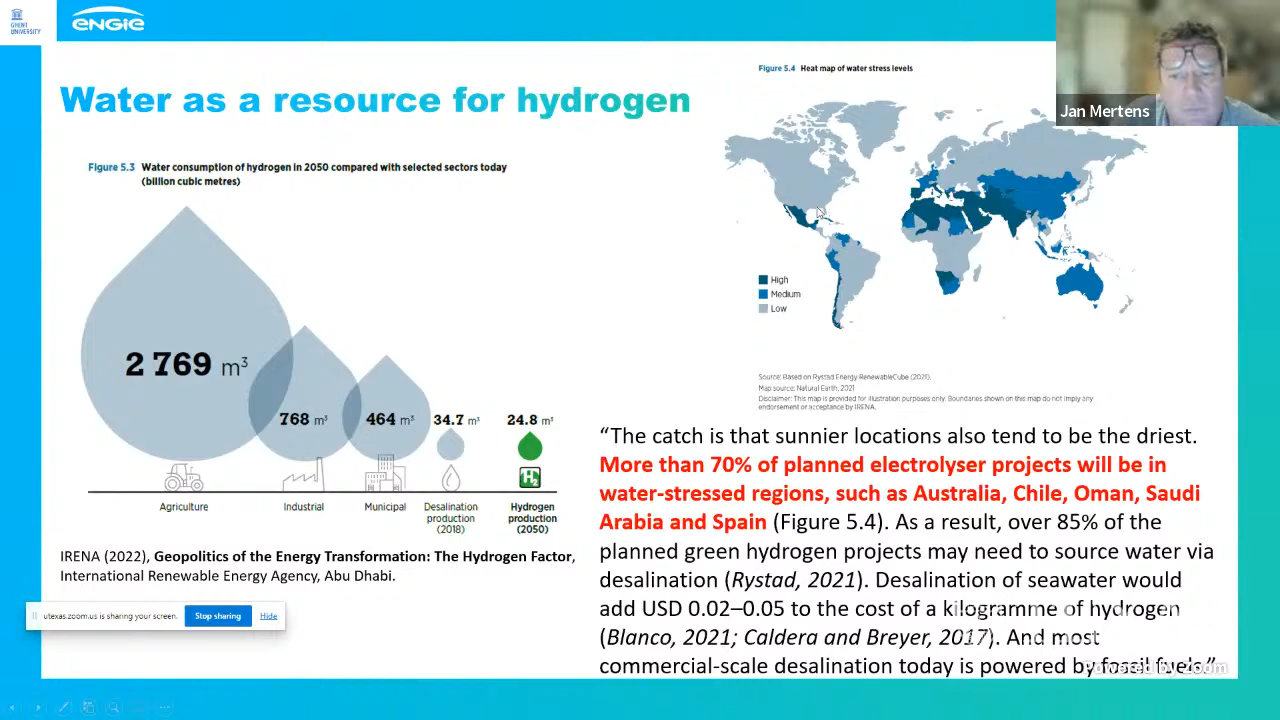 GHENT
UNIVERSITY
ENGIE
Jan Mertens
Water as a resource for hydrogen
Figure 5.3 Water consumption of hydrogen in 2050 compared with selected sectors today
(billion cubic metres)
2 769 m³
768 m³
464 m³
34.7 m³
24.8 m³
H₂
Agriculture
Industrial
Municipal
Desalination
production
(2018)
Hydrogen
production
(2050)
IRENA (2022), Geopolitics of the Energy Transformation: The Hydrogen Factor,
International Renewable Energy Agency, Abu Dhabi.
utexas.zoom.us is sharing your screen.
Stop sharing
Hide
Figure 5.4 Heat map of water stress levels
High
Medium
Low
Source: Based on Rystad Energy RenewableCube (2021).
Map source: Natural Earth, 2021
Disclaimer: This map is provided for illustration purposes only. Boundaries shown on this map do not imply any
endorsement or acceptance by IRENA.
“The catch is that sunnier locations also tend to be the driest.
More than 70% of planned electrolyser projects will be in
water-stressed regions, such as Australia, Chile, Oman, Saudi
Arabia and Spain (Figure 5.4). As a result, over 85% of the
planned green hydrogen projects may need to source water via
desalination (Rystad, 2021). Desalination of seawater would
add USD 0.02–0.05 to the cost of a kilogramme of hydrogen
(Blanco, 2021; Caldera and Breyer, 2017). And most
commercial-scale desalination today is powered by fossil fuels.”
Powered by Zoom